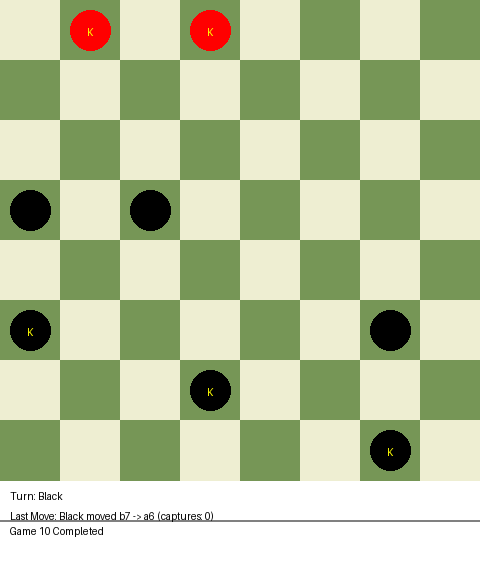 K K
K
K
K
Turn: Black
Last Move: Black moved b7 -> a6 (captures: 0)
Game 10 Completed